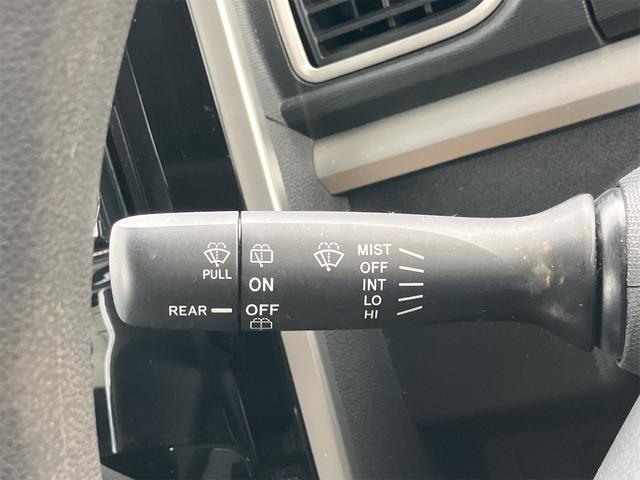 PULL
REAR
ON
OFF
MIST
OFF
INT
LO
HI